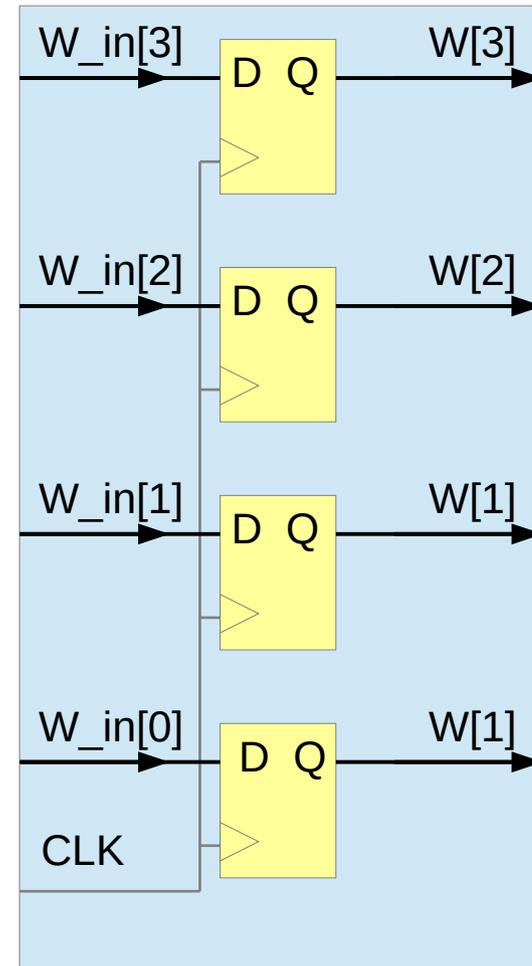 W_in[3] W[3]
D Q
W_in[2] W[2]
D Q
W_in[1] W[1]
D Q
W_in[0] W[1]
D Q
CLK